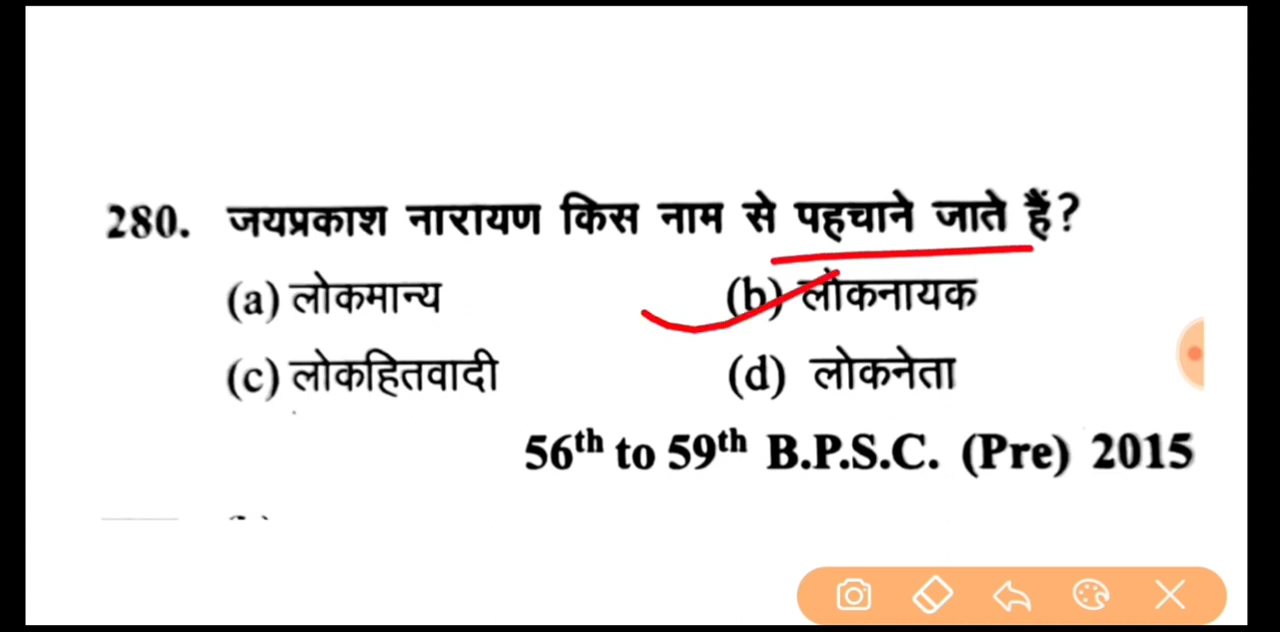 280. जयप्रकाश नारायण किस नाम से पहचाने जाते हैं?
(a) लोकमान्य (b) लोकनायक
(c) लोकहितवादी (d) लोकनेता
56th to 59th B.P.S.C. (Pre) 2015